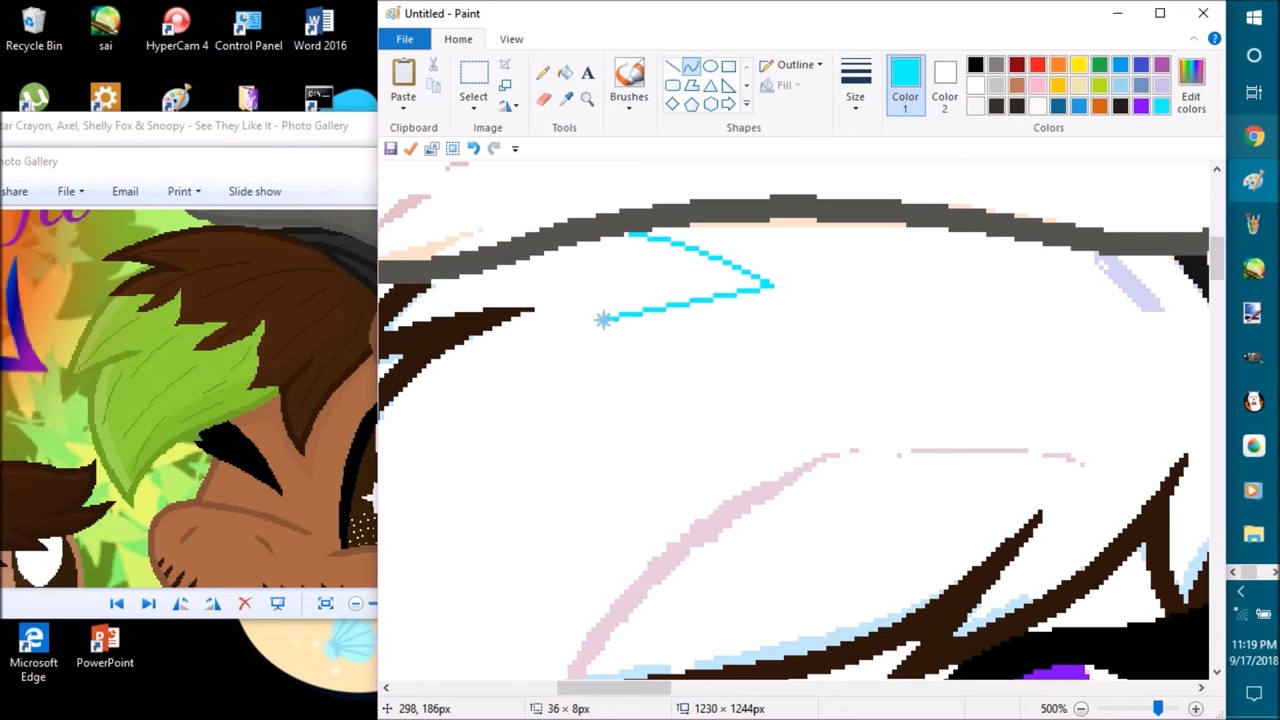 Recycle Bin
sai
HyperCam 4
Control Panel
Word 2016
tar Crayon, Axel, Shelly Fox & Snoopy - See They Like It - Photo Gallery
hoto Gallery
share
File
Email
Print
Slide show
Microsoft
Edge
PowerPoint
Untitled - Paint
File
Home
View
Paste
Select
Brushes
Outline
Fill
Size
Color
1
Color
2
Edit
colors
Clipboard
Image
Tools
Shapes
Colors
298, 186px
36 × 8px
1230 × 1244px
500%
11:19 PM
9/17/2018